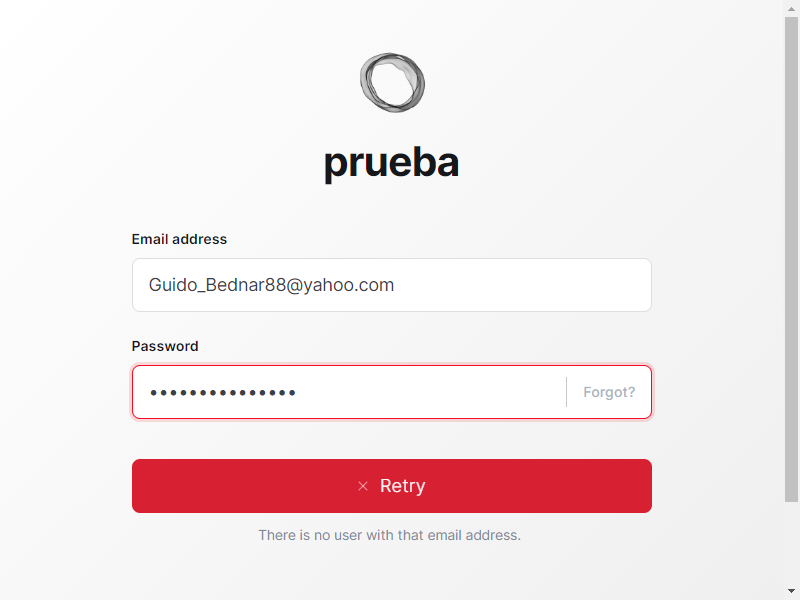 prueba
Email address
Guido_Bednar88@yahoo.com
Password
Forgot?
Retry
There is no user with that email address.